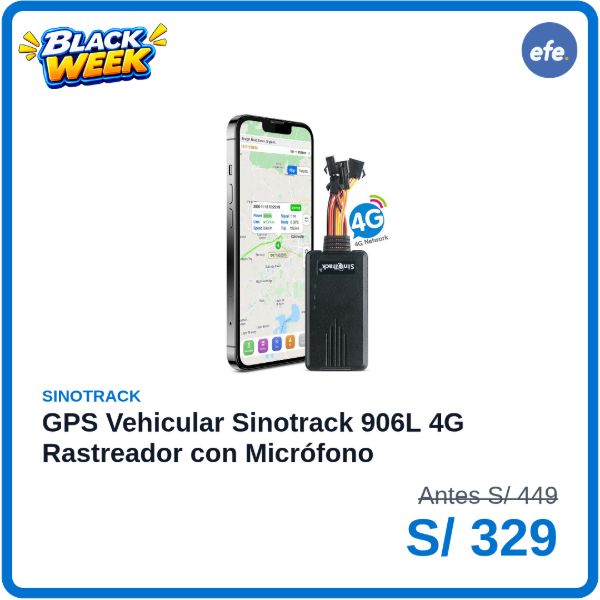 BLACK
WEEK
efe.
4G
4G Network
SinoTrack
SINOTRACK
GPS Vehicular Sinotrack 906L 4G
Rastreador con Micrófono
Antes S/ 449
S/ 329